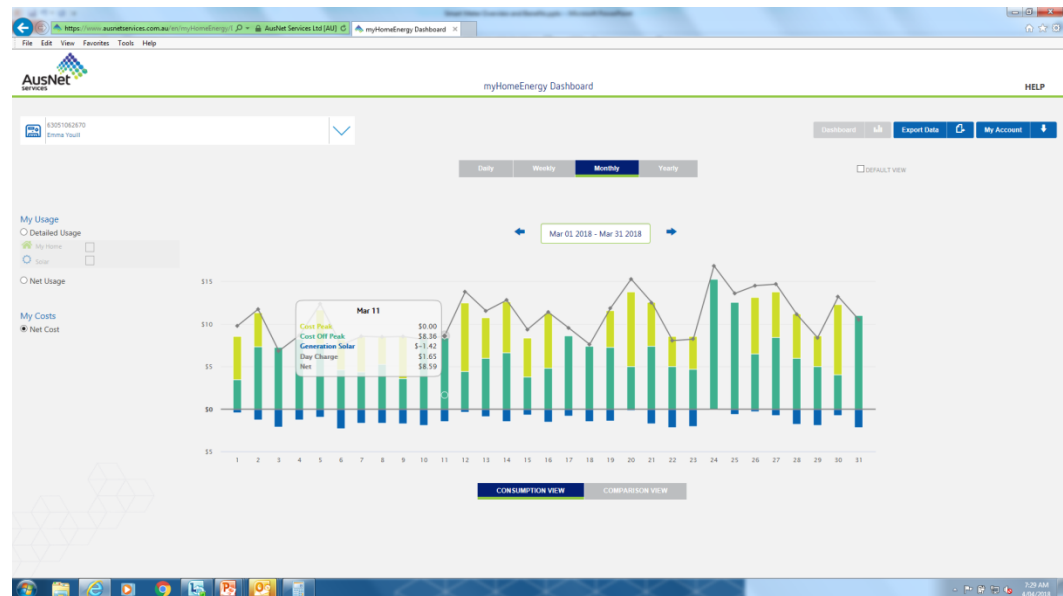 https://www.ausnetservices.com.au/en/myHomeEnergy/
AusNet Services Ltd [AU]
myHomeEnergy Dashboard
File Edit View Favorites Tools Help
AusNet
services
myHomeEnergy Dashboard
HELP
63051062670
Emma Youill
Dashboard
Export Data
My Account
Daily
Weekly
Monthly
Yearly
DEFAULT VIEW
My Usage
Detailed Usage
My Home
Solar
Net Usage
My Costs
Net Cost
Mar 01 2018 - Mar 31 2018
$15
$10
$5
$0
$5
Mar 11
Cost Peak $0.00
Cost Off Peak $8.36
Generation Solar $-1.42
Day Charge $1.65
Net $8.59
1 2 3 4 5 6 7 8 9 10 11 12 13 14 15 16 17 18 19 20 21 22 23 24 25 26 27 28 29 30 31
CONSUMPTION VIEW
COMPARISON VIEW
7:29 AM
4/04/2018